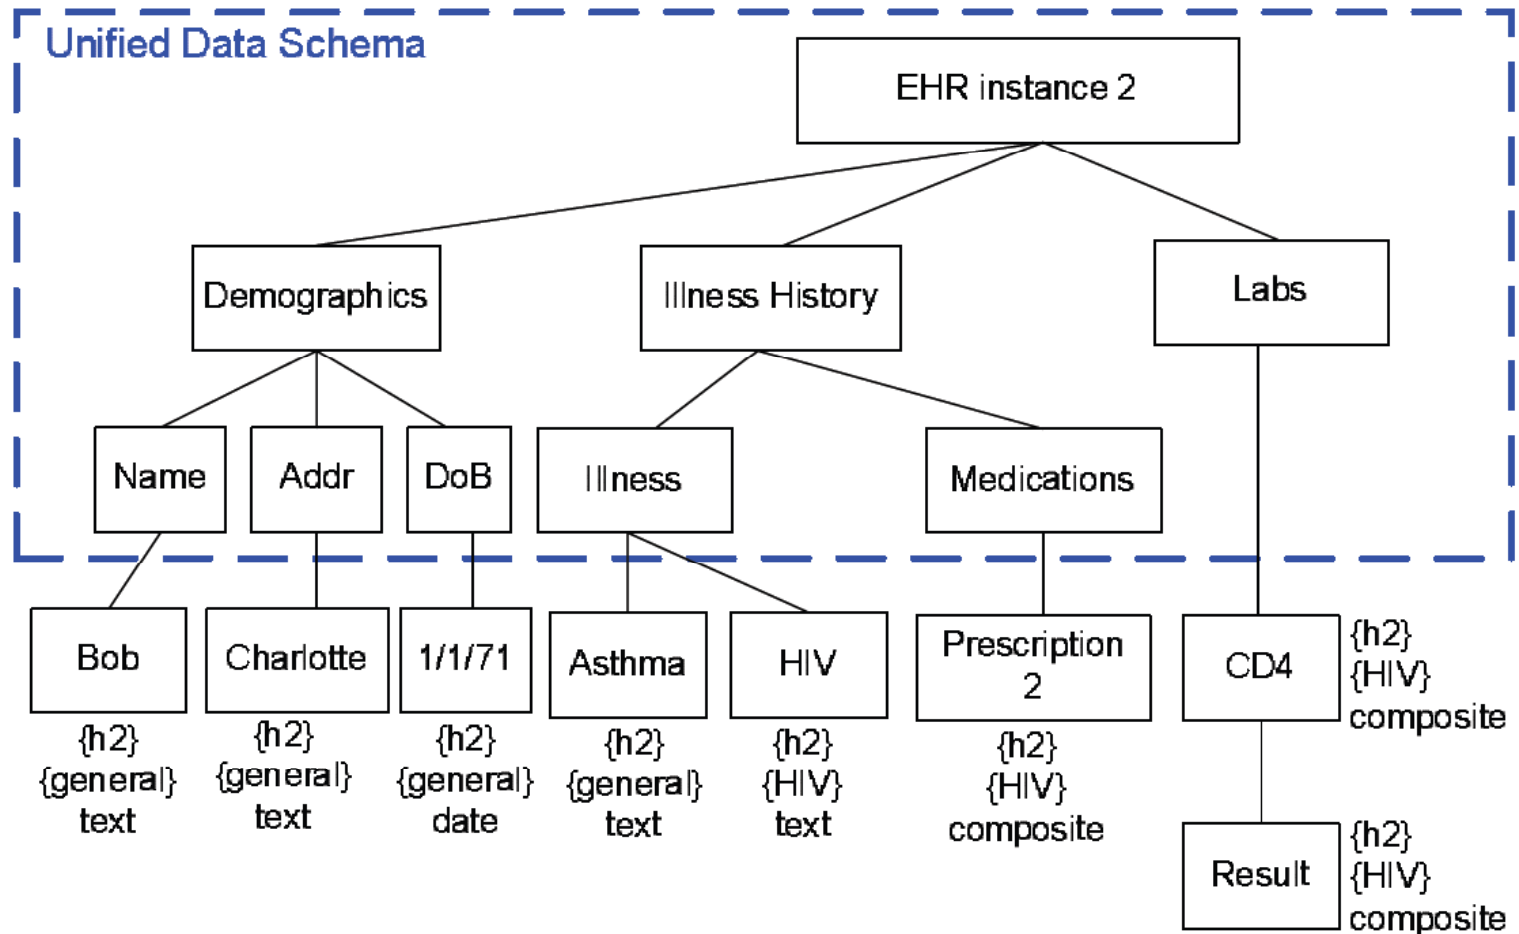 Unified Data Schema
EHR instance 2
Demographics
Illness History
Labs
Name
Addr
DoB
Illness
Medications
Bob
{h2}
{general}
text
Charlotte
{h2}
{general}
text
1/1/71
{h2}
{general}
date
Asthma
{h2}
{general}
text
HIV
{h2}
{HIV}
text
Prescription
2
{h2}
{HIV}
composite
CD4
{h2}
{HIV}
composite
Result
{h2}
{HIV}
composite